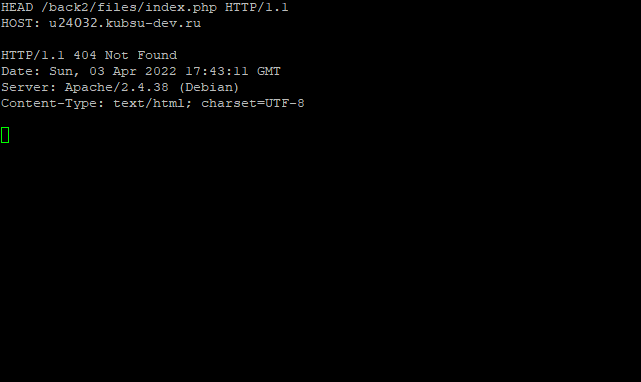 HEAD /back2/files/index.php HTTP/1.1
HOST: u24032.kubsu-dev.ru
HTTP/1.1 404 Not Found
Date: Sun, 03 Apr 2022 17:43:11 GMT
Server: Apache/2.4.38 (Debian)
Content-Type: text/html; charset=UTF-8